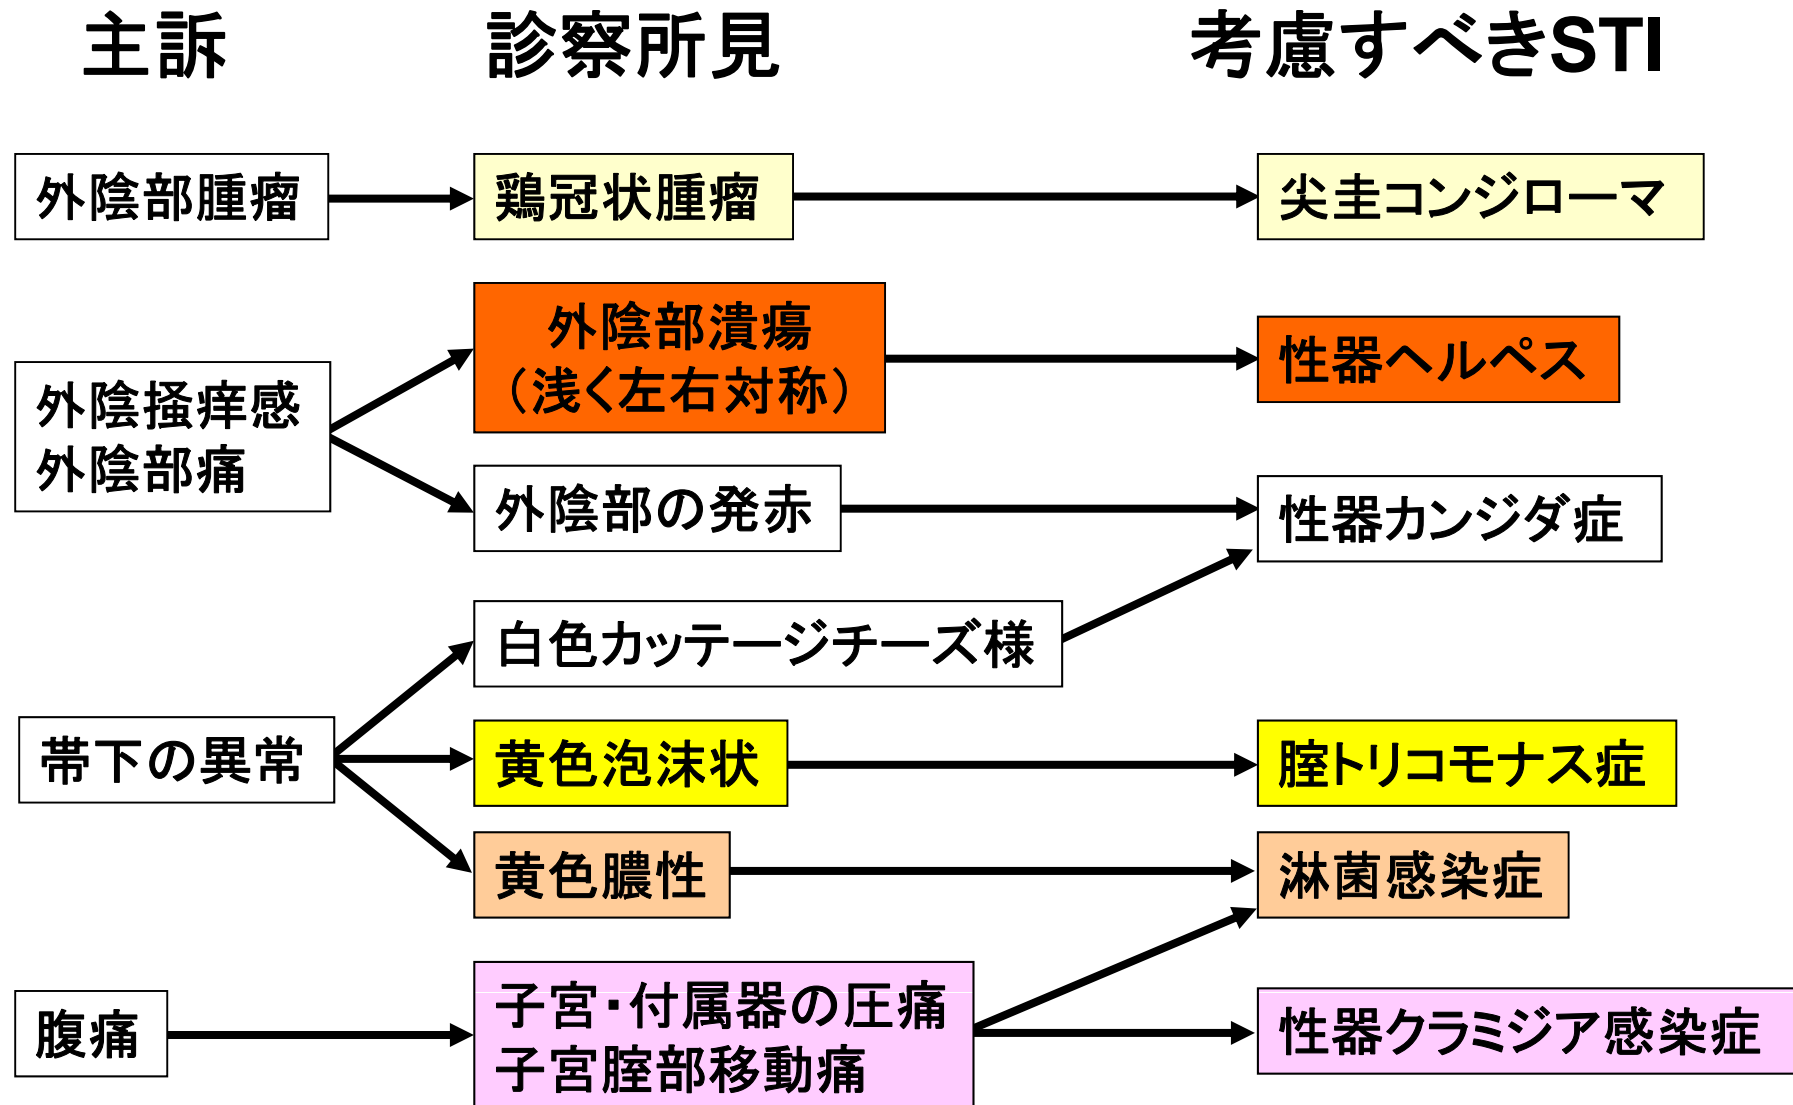 主訴
診察所見
考慮すべきSTI
外陰部腫瘤
鶏冠状腫瘤
尖圭コンジローマ
外陰掻痒感
外陰部痛
外陰部潰瘍
（浅く左右対称）
性器ヘルペス
外陰部の発赤
性器カンジダ症
白色カッテージチーズ様
帯下の異常
黄色泡沫状
腟トリコモナス症
黄色膿性
淋菌感染症
腹痛
子宮・付属器の圧痛
子宮腟部移動痛
性器クラミジア感染症